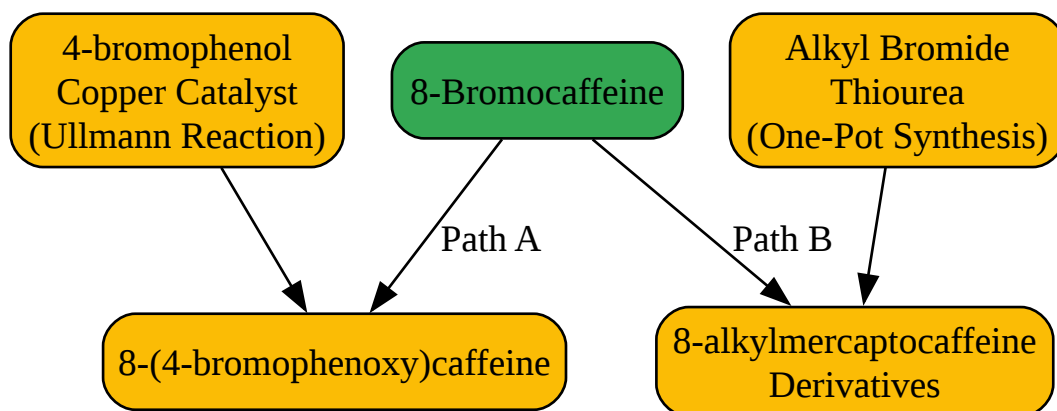 4-bromophenol
Copper Catalyst
(Ullmann Reaction)
8-Bromocaffeine
Alkyl Bromide
Thiourea
(One-Pot Synthesis)
Path A
Path B
8-(4-bromophenoxy)caffeine
8-alkylmercaptocaffeine
Derivatives